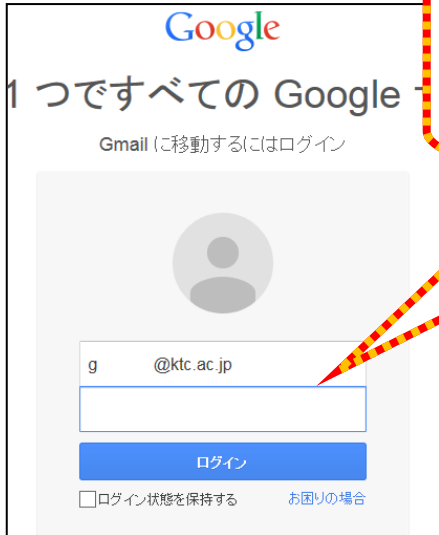 Google
1 つですべての Google
Gmail に移動するにはログイン
g @ktc.ac.jp
ログイン
ログイン状態を保持する お困りの場合